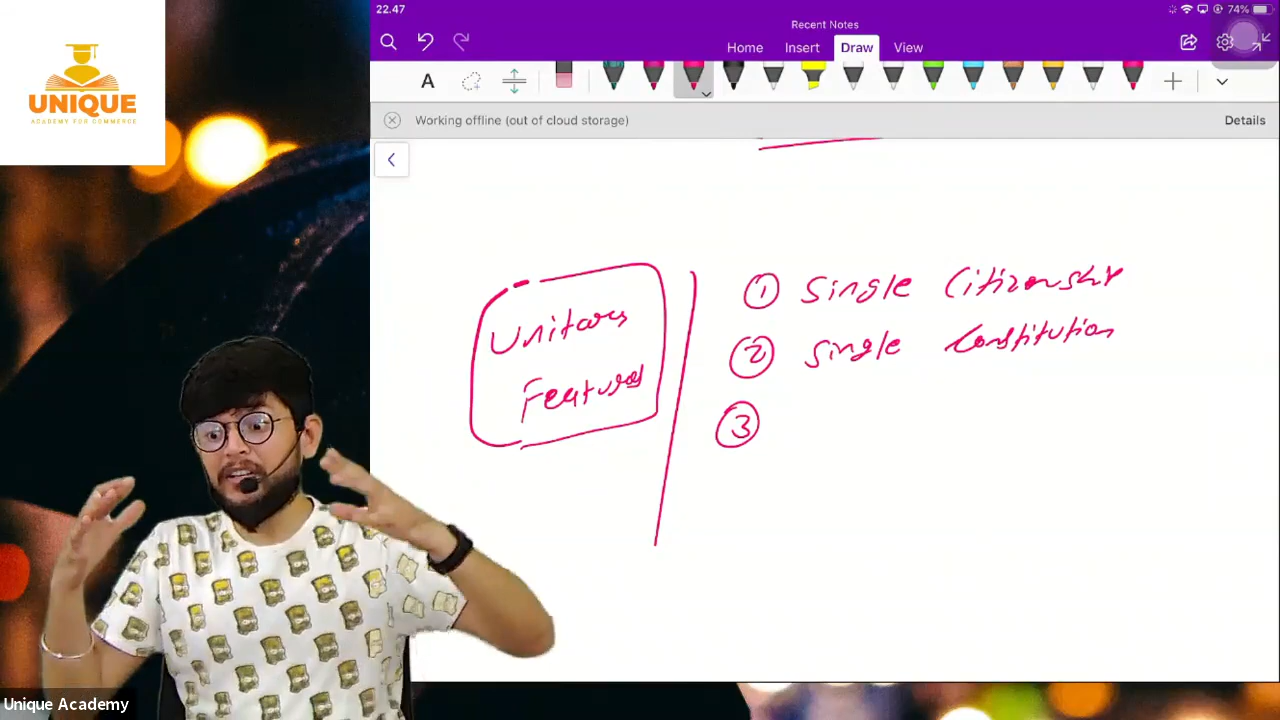 22.47
74%
Recent Notes
Home Insert Draw View
A
Working offline (out of cloud storage)
Details
UNIQUE
ACADEMY FOR COMMERCE
Unitary
Features
① Single Citizenship
② Single Constitution
③
Unique Academy